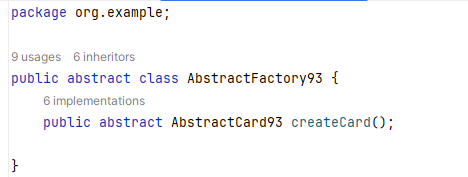 package org.example;
9 usages 6 inheritors
public abstract class AbstractFactory93 {
6 implementations
public abstract AbstractCard93 createCard();
}